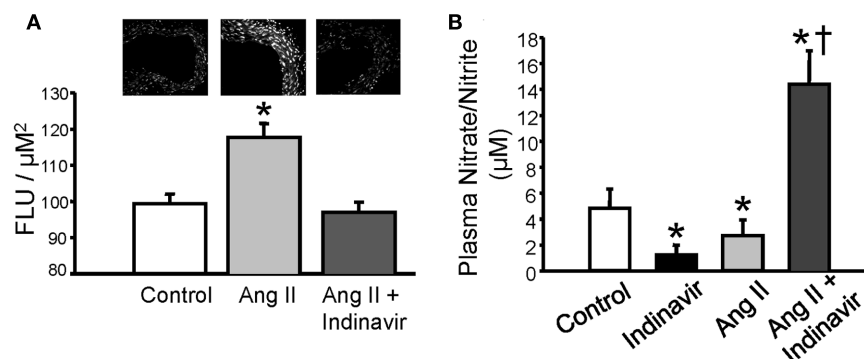 A
130
120
110
100
90
80
FLU / µM²
*
Control
Ang II
Ang II +
Indinavir
B
18
16
14
12
10
8
6
4
2
0
Plasma Nitrate/Nitrite
(µM)
*
*
*†
Control
Indinavir
Ang II
Ang II +
Indinavir